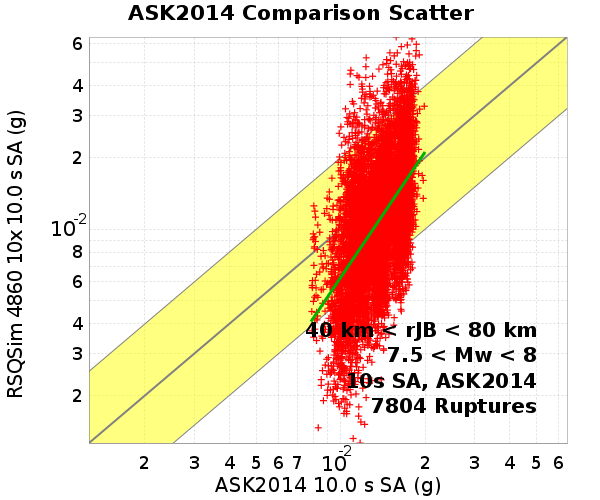 ASK2014 Comparison Scatter
RSQSim 4860 10x 10.0 s SA (g)
6
4
3
2
10-2
8
6
4
3
2
40 km < rJB < 80 km
7.5 < Mw < 8
10s SA, ASK2014
7804 Ruptures
2 3 4 5 6 7 10-2 2 3 4 5 6
ASK2014 10.0 s SA (g)